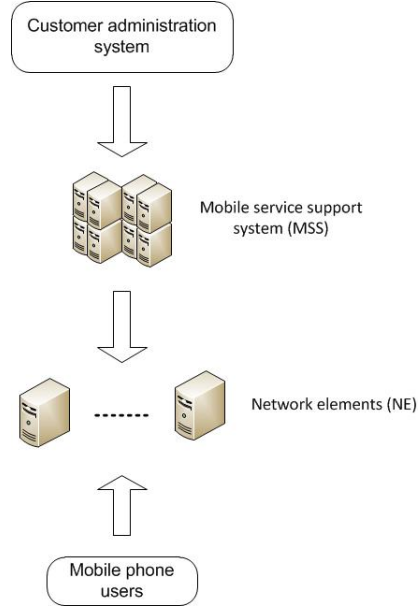 Customer administration
system
Mobile service support
system (MSS)
Network elements (NE)
Mobile phone
users